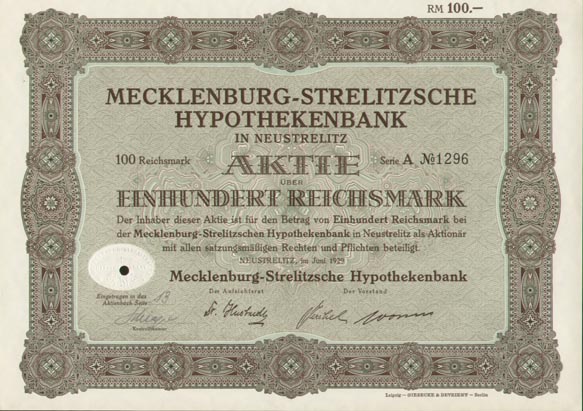 RM 100.—
MECKLENBURG-STRELITZSCHE
HYPOTHEKENBANK
IN NEUSTRELITZ
100 Reichsmark AKTIE Serie A № 1296
ÜBER
EINHUNDERT REICHSMARK
Der Inhaber dieser Aktie ist für den Betrag von Einhundert Reichsmark bei
der Mecklenburg-Strelitzschen Hypothekenbank in Neustrelitz als Aktionär
mit allen satzungsmäßigen Rechten und Pflichten beteiligt.
NEUSTRELITZ, im Juni 1929
Mecklenburg-Strelitzsche Hypothekenbank
Der Aufsichtsrat Der Vorstand
Eingetragen in das
Aktienbuch Seite
Kontrollbeamter
Leipzig — GIESECKE & DEVRIENT — Berlin